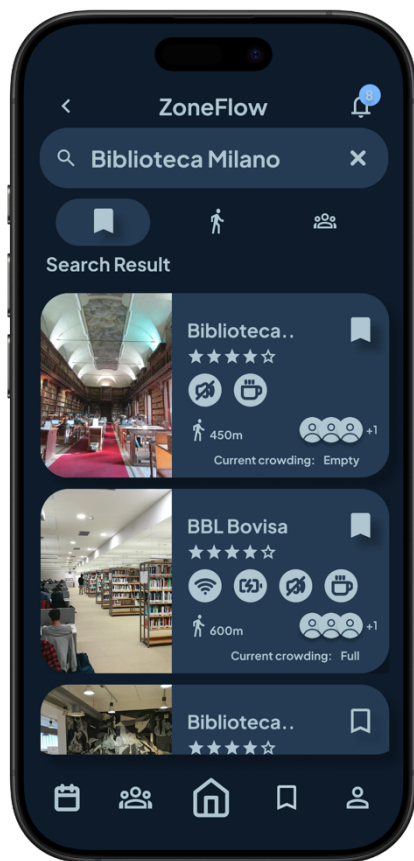 ZoneFlow
8
Biblioteca Milano
Search Result
Biblioteca..
450m
+1
Current crowding: Empty
BBL Bovisa
600m
+1
Current crowding: Full
Biblioteca..